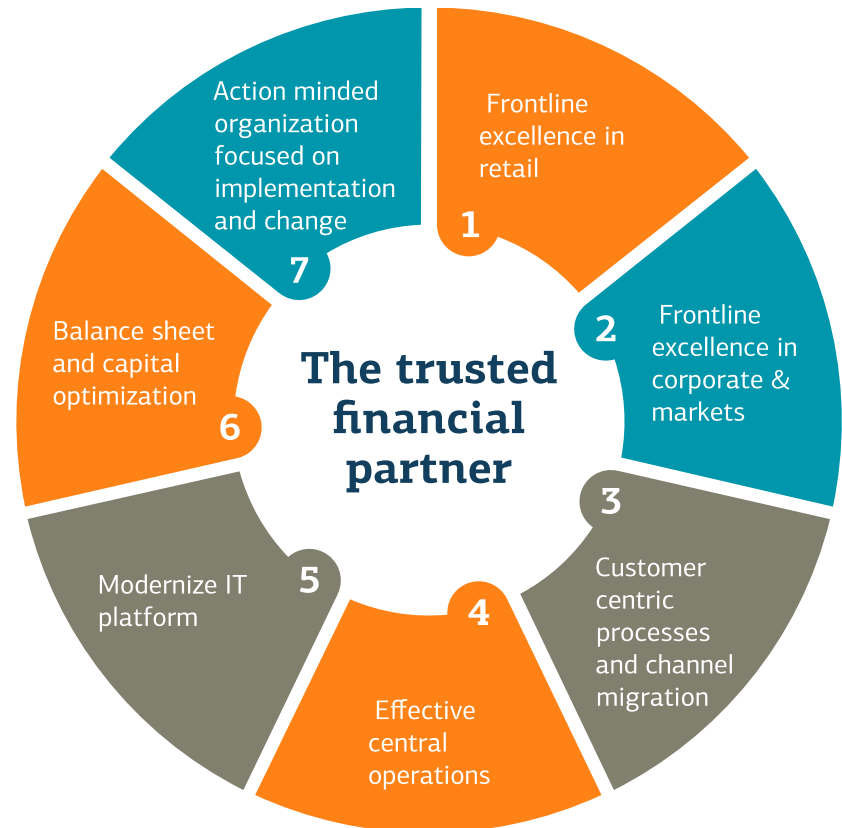 The trusted
financial
partner
1
Frontline
excellence in
retail
2
Frontline
excellence in
corporate &
markets
3
Customer
centric
processes
and channel
migration
4
Effective
central
operations
5
Modernize IT
platform
6
Balance sheet
and capital
optimization
7
Action minded
organization
focused on
implementation
and change